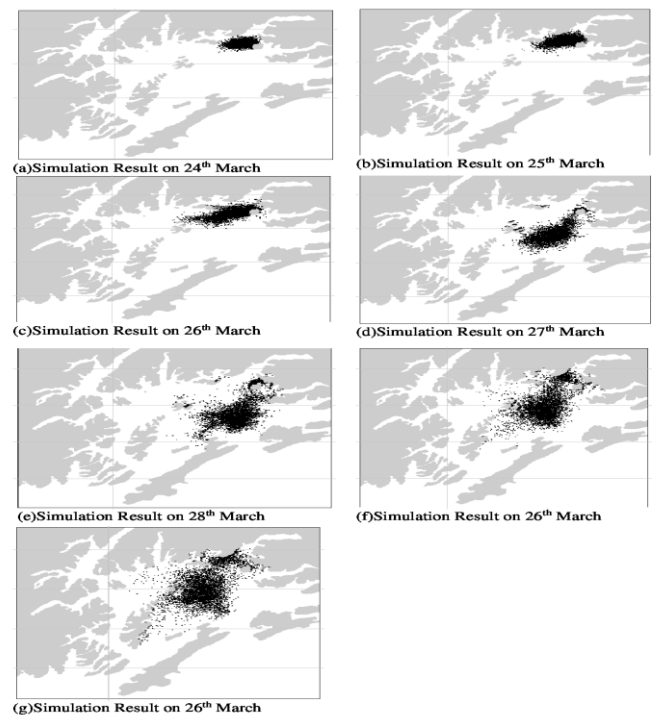 (a)Simulation Result on 24th March
(b)Simulation Result on 25th March
(c)Simulation Result on 26th March
(d)Simulation Result on 27th March
(e)Simulation Result on 28th March
(f)Simulation Result on 26th March
(g)Simulation Result on 26th March